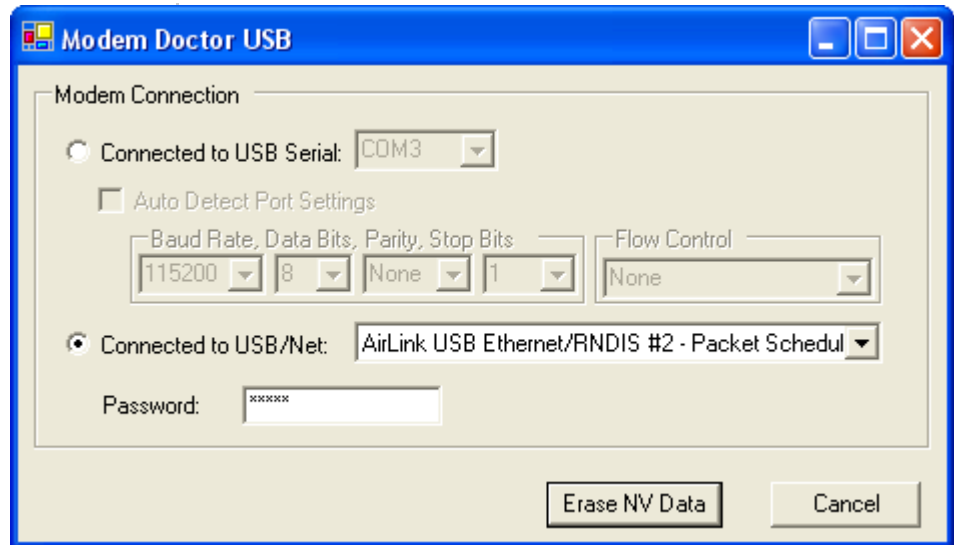 Modem Doctor USB
Modem Connection
Connected to USB Serial: COM3
Auto Detect Port Settings
Baud Rate, Data Bits, Parity, Stop Bits Flow Control
115200 8 None 1 None
Connected to USB/Net: AirLink USB Ethernet/RNDIS #2 - Packet Schedul
Password: *****
Erase NV Data Cancel